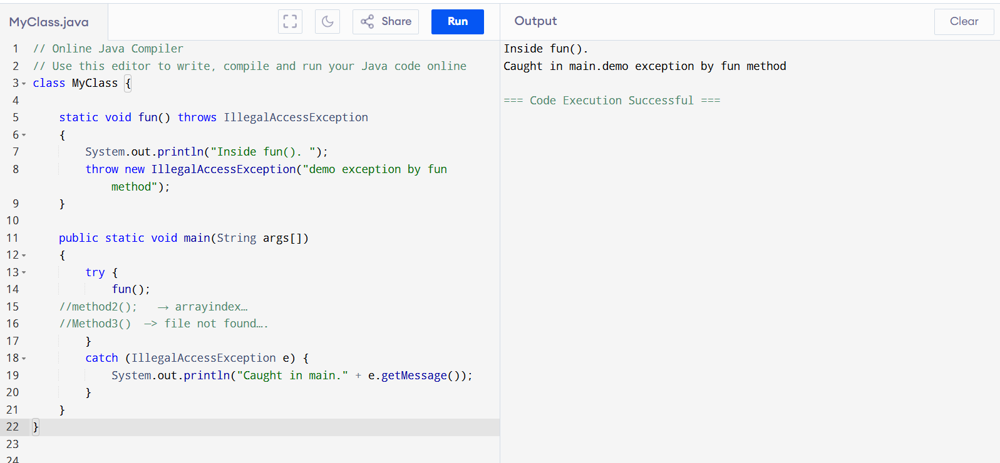 MyClass.java
Share
Run
Output
Clear
1 // Online Java Compiler
2 // Use this editor to write, compile and run your Java code online
3 class MyClass {
4
5 static void fun() throws IllegalAccessException
6 {
7 System.out.println("Inside fun(). ");
8 throw new IllegalAccessException("demo exception by fun
method");
9 }
10
11 public static void main(String args[])
12 {
13 try {
14 fun();
15 //method2();   → arrayindex…
16 //Method3()  —> file not found….
17 }
18 catch (IllegalAccessException e) {
19 System.out.println("Caught in main." + e.getMessage());
20 }
21 }
22 }
23
24
Inside fun().
Caught in main.demo exception by fun method
=== Code Execution Successful ===